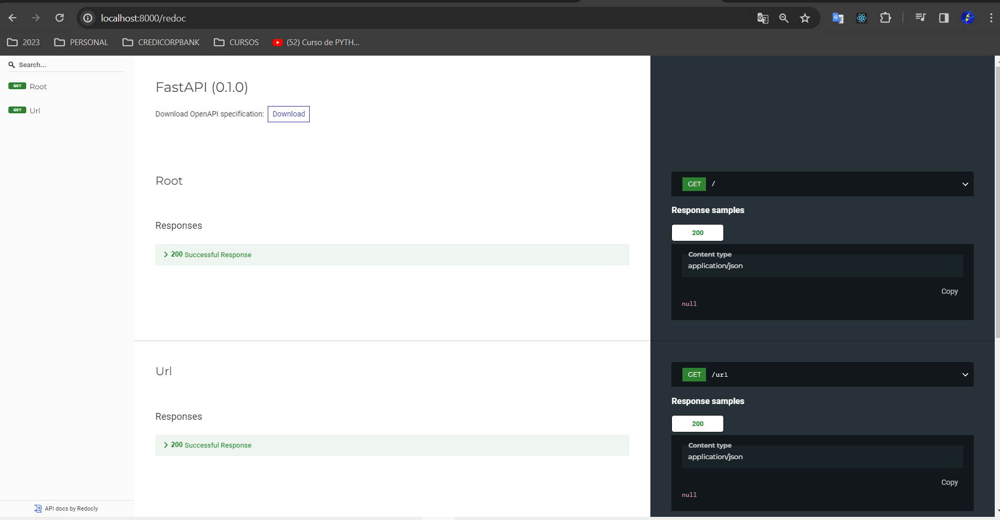 localhost:8000/redoc
2023 PERSONAL CREDICORPBANK CURSOS (52) Curso de PYTH...
Search...
GET Root
GET Url
API docs by Redocly
FastAPI (0.1.0)
Download OpenAPI specification: Download
Root
Responses
200 Successful Response
GET /
Response samples
200
Content type
application/json
Copy
null
Url
Responses
200 Successful Response
GET /url
Response samples
200
Content type
application/json
Copy
null